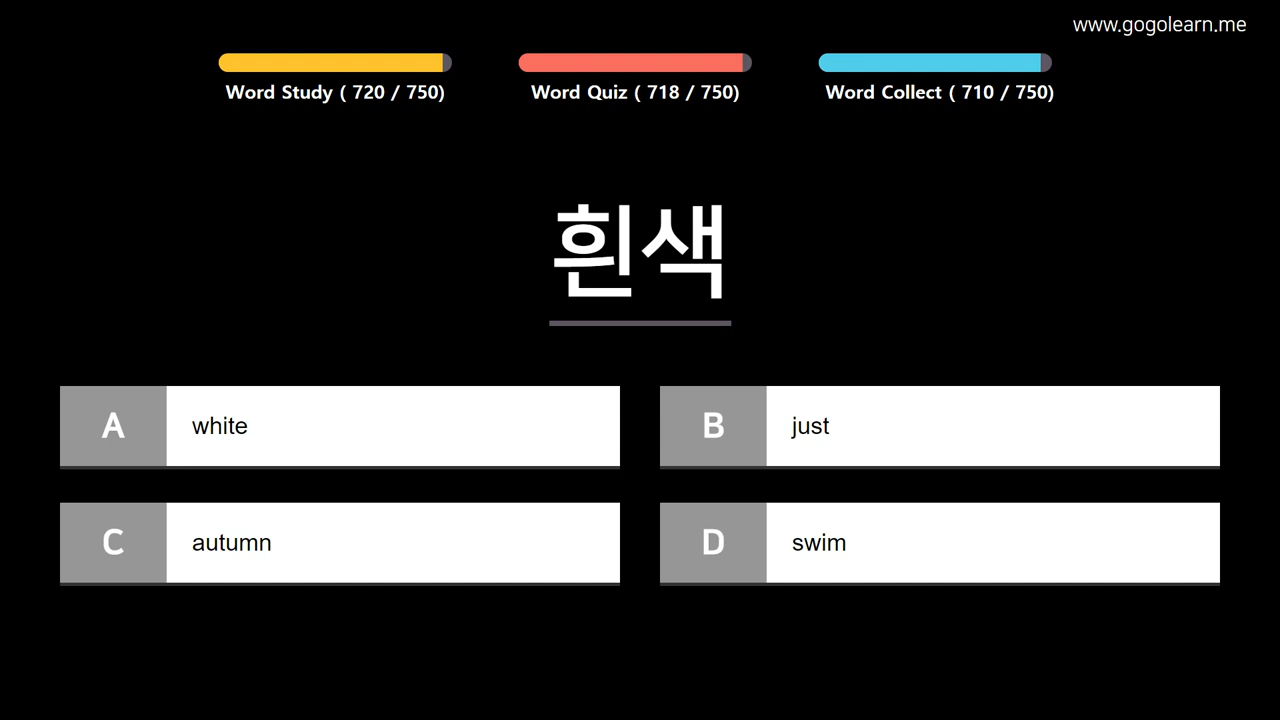 www.gogolearn.me
Word Study ( 720 / 750)
Word Quiz ( 718 / 750)
Word Collect ( 710 / 750)
흰색
A white
B just
C autumn
D swim